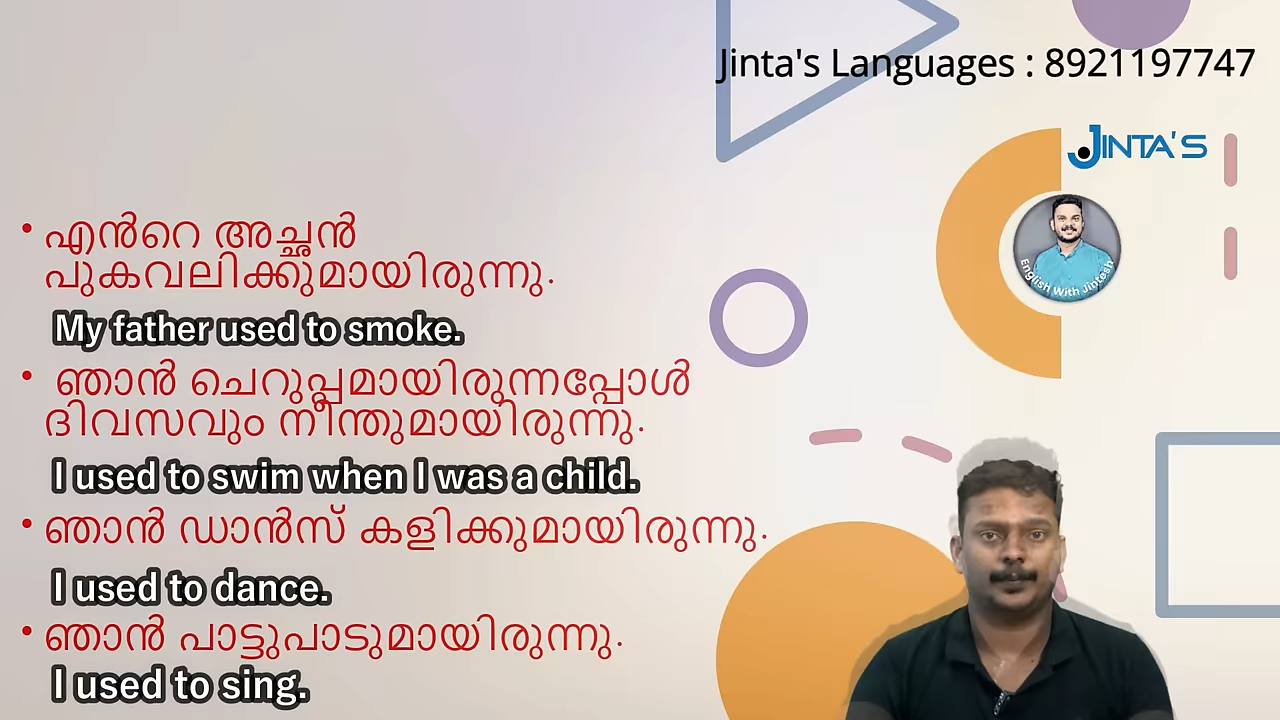 Jinta's Languages : 8921197747
JINTA'S
English With Jintesh
• എൻറെ അച്ഛൻ
പുകവലിക്കുമായിരുന്നു.
My father used to smoke.
• ഞാൻ ചെറുപ്പമായിരുന്നപ്പോൾ
ദിവസവും നീന്തുമായിരുന്നു.
I used to swim when I was a child.
• ഞാൻ ഡാൻസ് കളിക്കുമായിരുന്നു.
I used to dance.
• ഞാൻ പാട്ടുപാടുമായിരുന്നു.
I used to sing.